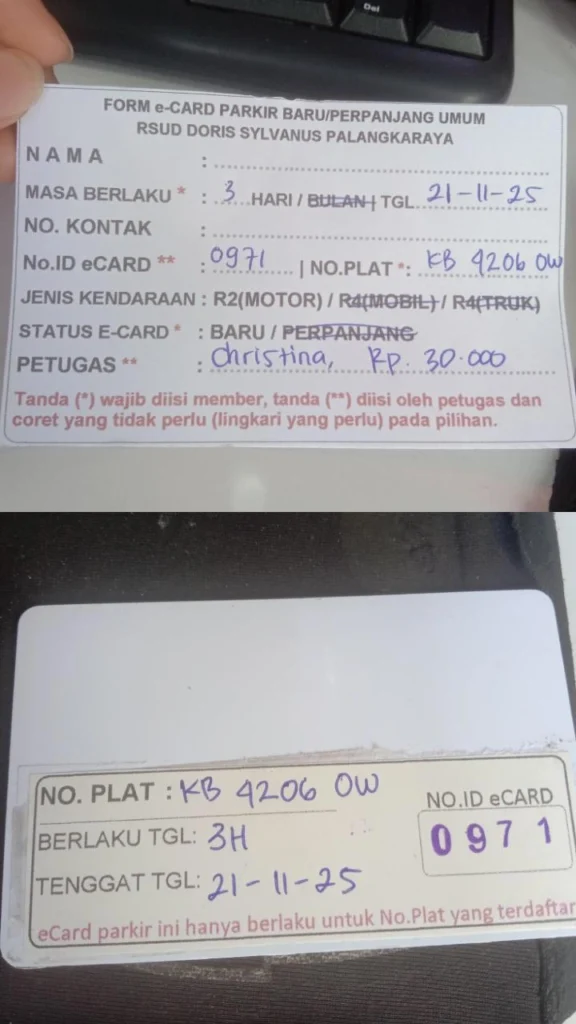 Del
FORM e-CARD PARKIR BARU/PERPANJANG UMUM
RSUD DORIS SYLVANUS PALANGKARAYA
NAMA :
MASA BERLAKU * : 3 HARI / BULAN | TGL 21-11-25
NO. KONTAK :
No.ID eCARD ** : 0971 | NO.PLAT *: KB 4206 OW
JENIS KENDARAAN : R2(MOTOR) / R4(MOBIL) / R4(TRUK)
STATUS E-CARD * : BARU / PERPANJANG
PETUGAS ** : Christina, Rp. 30.000
Tanda (*) wajib diisi member, tanda (**) diisi oleh petugas dan
coret yang tidak perlu (lingkari yang perlu) pada pilihan.
NO. PLAT : KB 4206 OW
NO.ID eCARD
BERLAKU TGL: 3H
0971
TENGGAT TGL: 21-11-25
eCard parkir ini hanya berlaku untuk No.Plat yang terdaftar